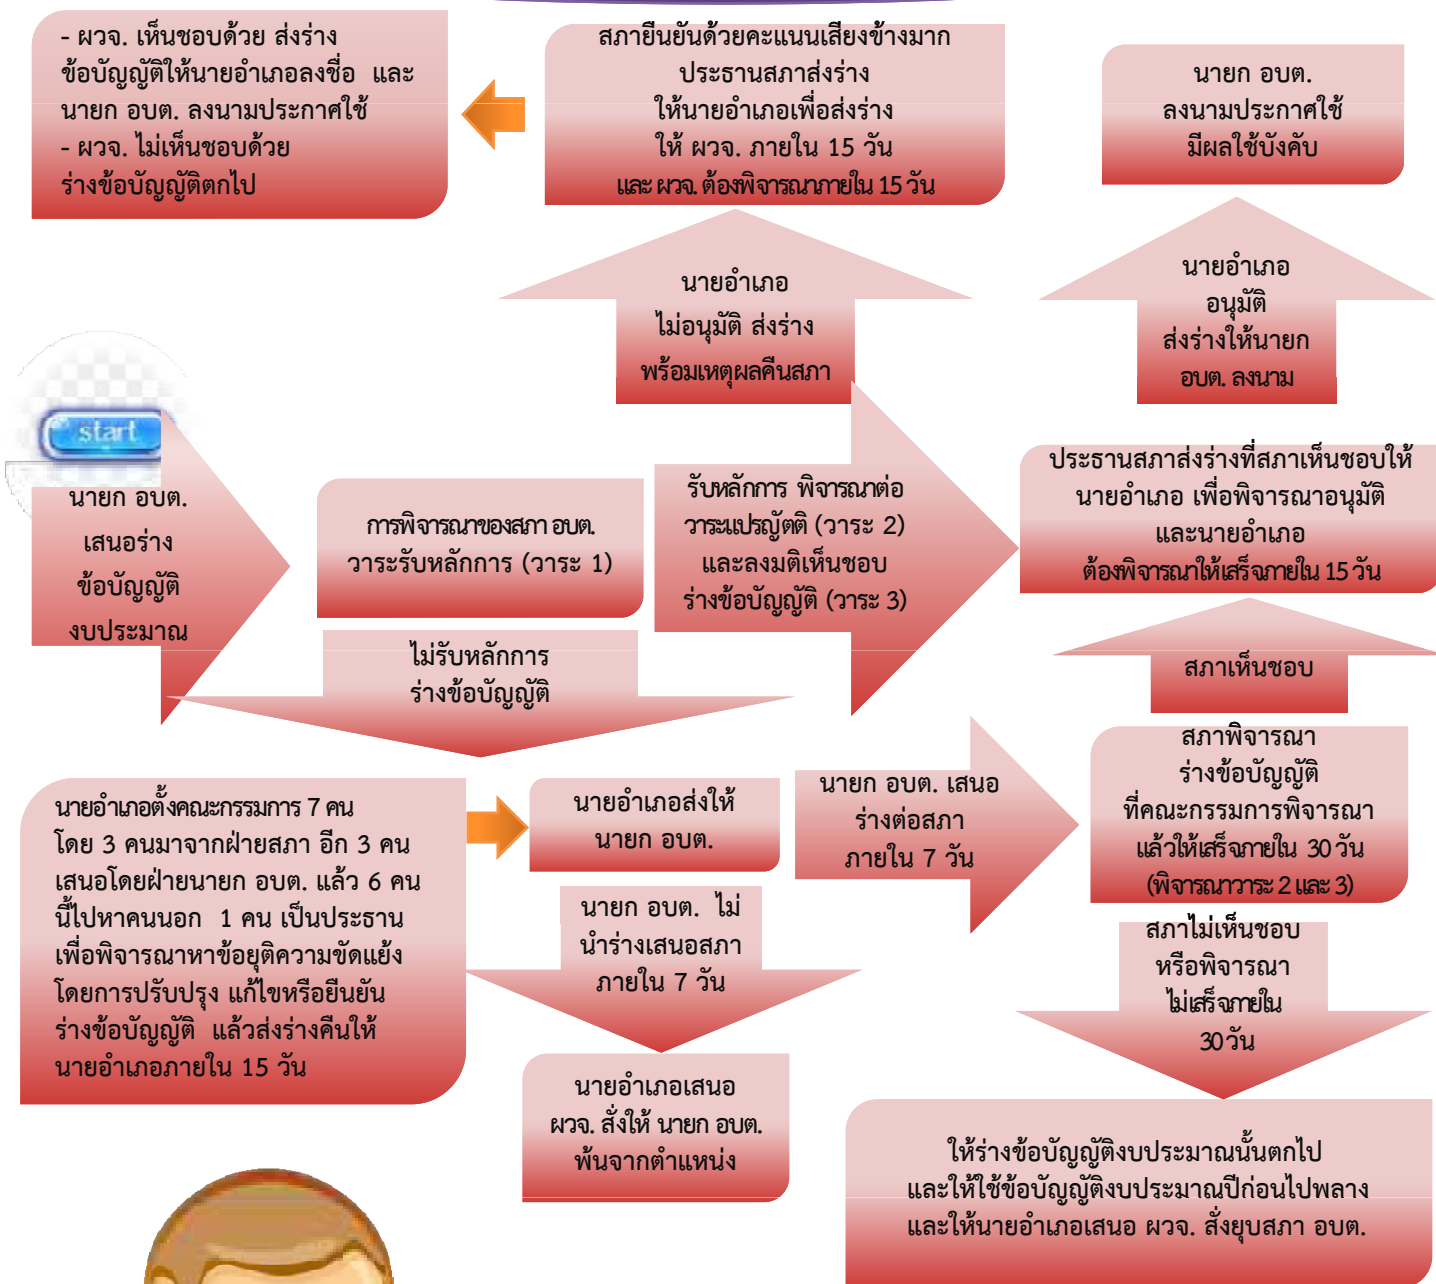 - ผวจ. เห็นชอบด้วย ส่งร่าง
ข้อบัญญัติให้นายอำเภอลงชื่อ และ
นายก อบต. ลงนามประกาศใช้
- ผวจ. ไม่เห็นชอบด้วย
ร่างข้อบัญญัติตกไป
สภายืนยันด้วยคะแนนเสียงข้างมาก
ประธานสภาส่งร่าง
ให้นายอำเภอเพื่อส่งร่าง
ให้ ผวจ. ภายใน 15 วัน
และ ผวจ. ต้องพิจารณาภายใน 15 วัน
นายก อบต.
ลงนามประกาศใช้
มีผลใช้บังคับ
นายอำเภอ
ไม่อนุมัติ ส่งร่าง
พร้อมเหตุผลคืนสภา
นายอำเภอ
อนุมัติ
ส่งร่างให้นายก
อบต. ลงนาม
start
นายก อบต.
เสนอร่าง
ข้อบัญญัติ
งบประมาณ
การพิจารณาของสภา อบต.
วาระรับหลักการ (วาระ 1)
รับหลักการ พิจารณาต่อ
วาระแปรญัตติ (วาระ 2)
และลงมติเห็นชอบ
ร่างข้อบัญญัติ (วาระ 3)
ประธานสภาส่งร่างที่สภาเห็นชอบให้
นายอำเภอ เพื่อพิจารณาอนุมัติ
และนายอำเภอ
ต้องพิจารณาให้เสร็จภายใน 15 วัน
ไม่รับหลักการ
ร่างข้อบัญญัติ
สภาเห็นชอบ
นายอำเภอตั้งคณะกรรมการ 7 คน
โดย 3 คนมาจากฝ่ายสภา อีก 3 คน
เสนอโดยฝ่ายนายก อบต. แล้ว 6 คน
นี้ไปหาคนนอก 1 คน เป็นประธาน
เพื่อพิจารณาหาข้อยุติความขัดแย้ง
โดยการปรับปรุง แก้ไขหรือยืนยัน
ร่างข้อบัญญัติ แล้วส่งร่างคืนให้
นายอำเภอภายใน 15 วัน
นายอำเภอส่งให้
นายก อบต.
นายก อบต. เสนอ
ร่างต่อสภา
ภายใน 7 วัน
สภาพิจารณา
ร่างข้อบัญญัติ
ที่คณะกรรมการพิจารณา
แล้วให้เสร็จภายใน 30 วัน
(พิจารณาวาระ 2 และ 3)
นายก อบต. ไม่
นำร่างเสนอสภา
ภายใน 7 วัน
สภาไม่เห็นชอบ
หรือพิจารณา
ไม่เสร็จภายใน
30 วัน
นายอำเภอเสนอ
ผวจ. สั่งให้ นายก อบต.
พ้นจากตำแหน่ง
ให้ร่างข้อบัญญัติงบประมาณนั้นตกไป
และให้ใช้ข้อบัญญัติงบประมาณปีก่อนไปพลาง
และให้นายอำเภอเสนอ ผวจ. สั่งยุบสภา อบต.